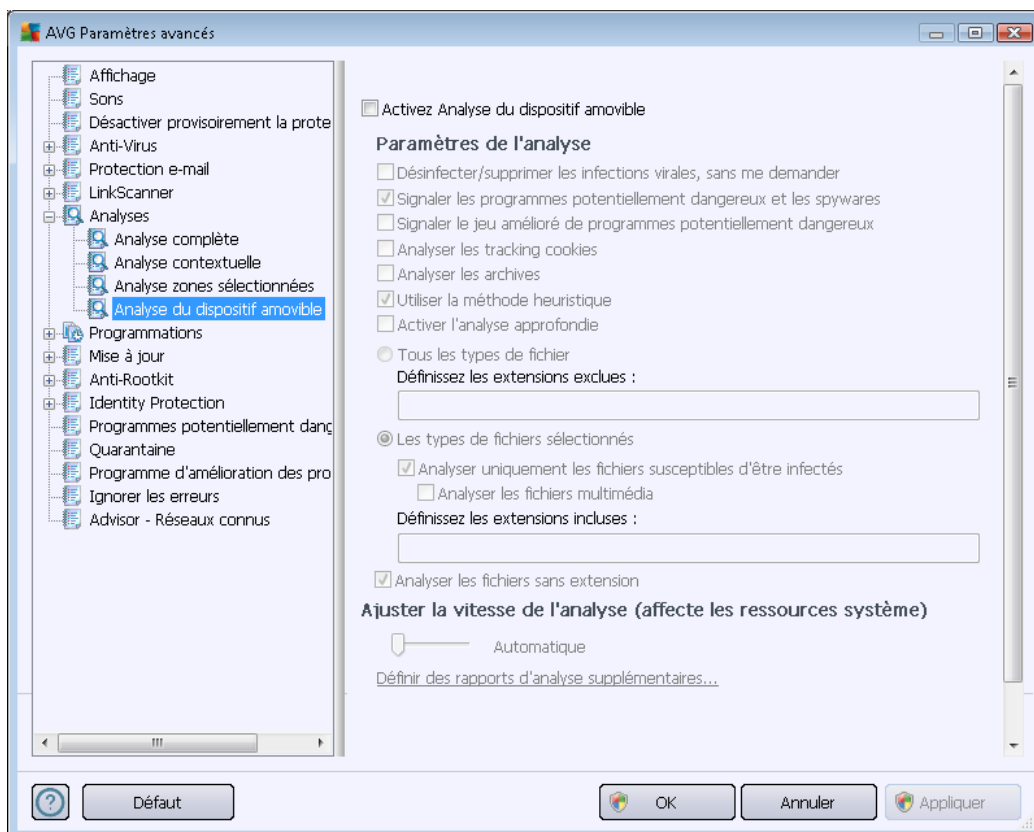 AVG Paramètres avancés
Affichage
Sons
Désactiver provisoirement la prote
Anti-Virus
Protection e-mail
LinkScanner
Analyses
Analyse complète
Analyse contextuelle
Analyse zones sélectionnées
Analyse du dispositif amovible
Programmations
Mise à jour
Anti-Rootkit
Identity Protection
Programmes potentiellement dang
Quarantaine
Programme d'amélioration des pro
Ignorer les erreurs
Advisor - Réseaux connus
Activez Analyse du dispositif amovible
Paramètres de l'analyse
Désinfecter/supprimer les infections virales, sans me demander
Signaler les programmes potentiellement dangereux et les spywares
Signaler le jeu amélioré de programmes potentiellement dangereux
Analyser les tracking cookies
Analyser les archives
Utiliser la méthode heuristique
Activer l'analyse approfondie
Tous les types de fichier
Définissez les extensions exclues :
Les types de fichiers sélectionnés
Analyser uniquement les fichiers susceptibles d'être infectés
Analyser les fichiers multimédia
Définissez les extensions incluses :
Analyser les fichiers sans extension
Ajuster la vitesse de l'analyse (affecte les ressources système)
Automatique
Définir des rapports d'analyse supplémentaires...
Défaut
OK
Annuler
Appliquer